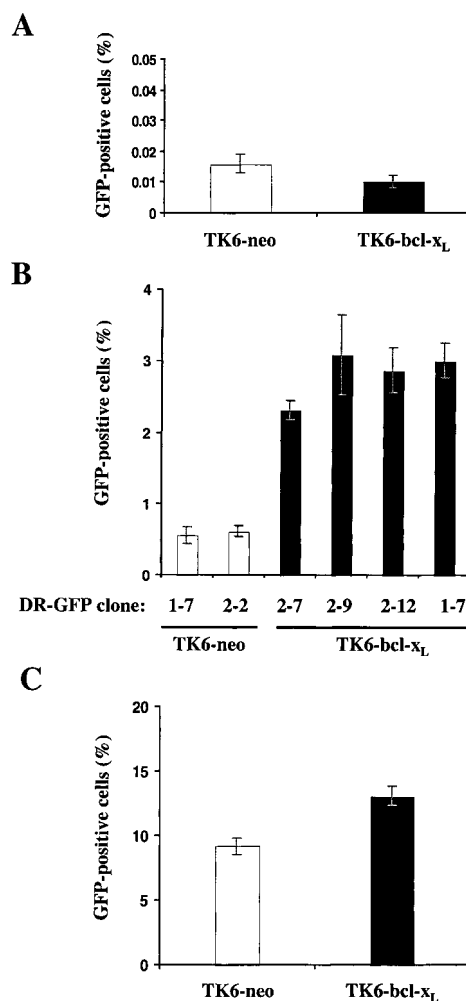 A
GFP-positive cells (%)
0.05
0.04
0.03
0.02
0.01
0
TK6-neo TK6-bcl-xL
B
GFP-positive cells (%)
4
3
2
1
0
DR-GFP clone: 1-7 2-2 2-7 2-9 2-12 1-7
TK6-neo TK6-bcl-xL
C
GFP-positive cells (%)
20
15
10
5
0
TK6-neo TK6-bcl-xL